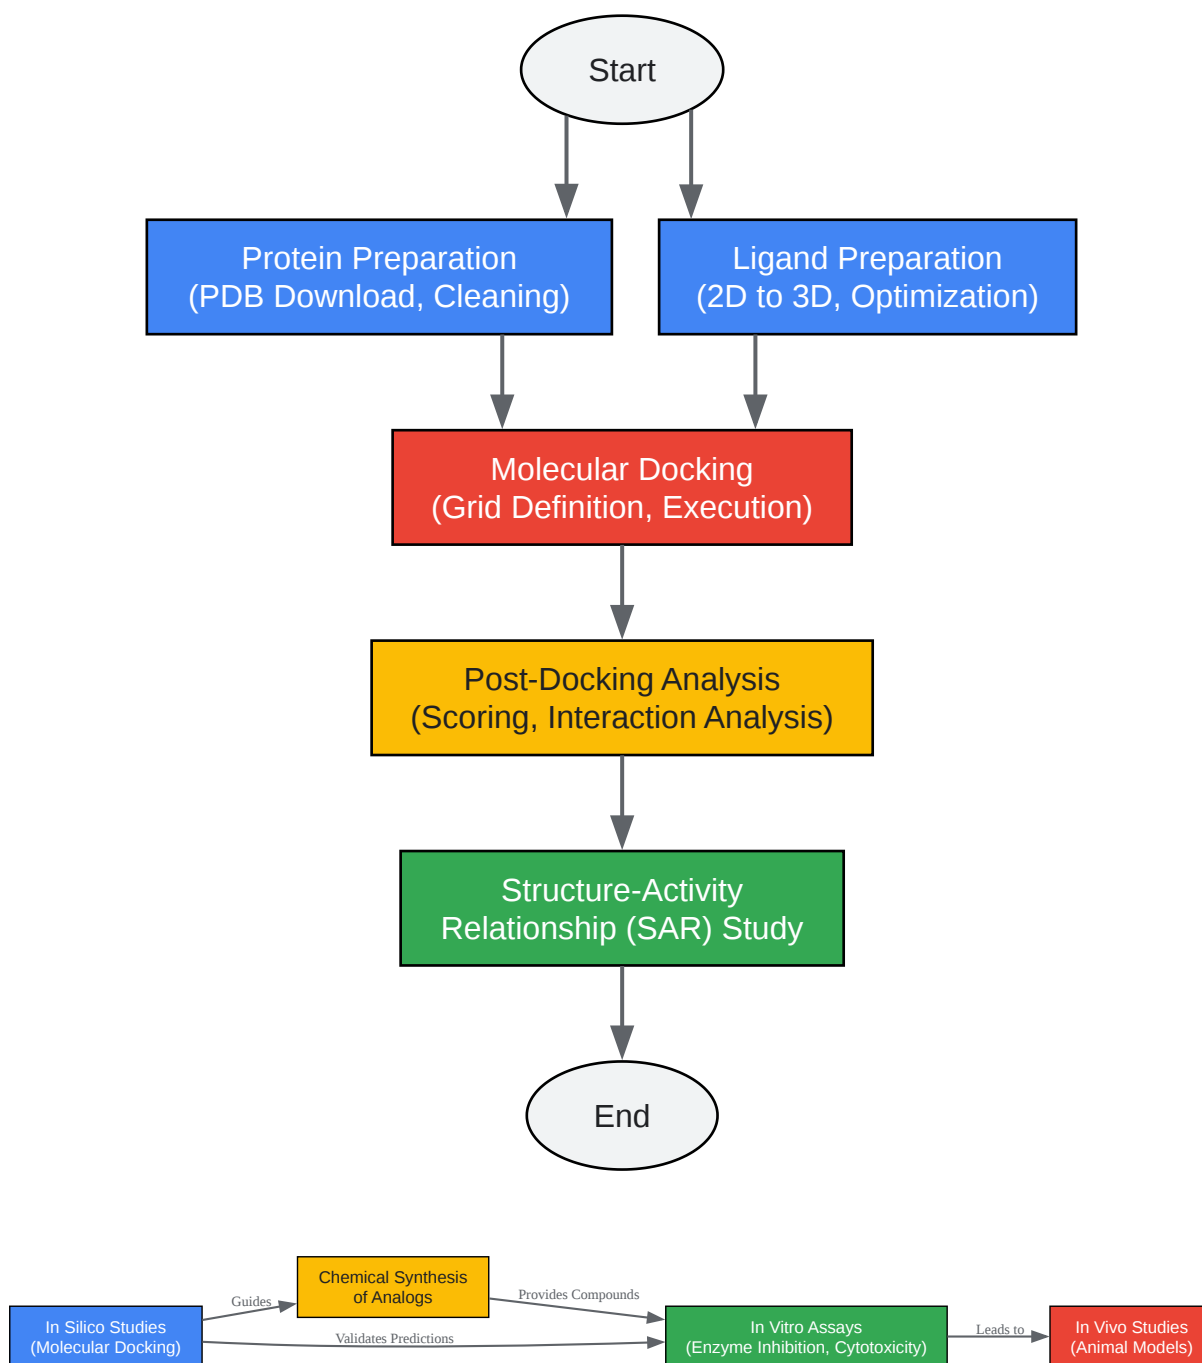 Start
Protein Preparation
(PDB Download, Cleaning)
Ligand Preparation
(2D to 3D, Optimization)
Molecular Docking
(Grid Definition, Execution)
Post-Docking Analysis
(Scoring, Interaction Analysis)
Structure-Activity
Relationship (SAR) Study
End
In Silico Studies
(Molecular Docking)
Guides
Chemical Synthesis
of Analogs
Provides Compounds
Validates Predictions
In Vitro Assays
(Enzyme Inhibition, Cytotoxicity)
Leads to
In Vivo Studies
(Animal Models)